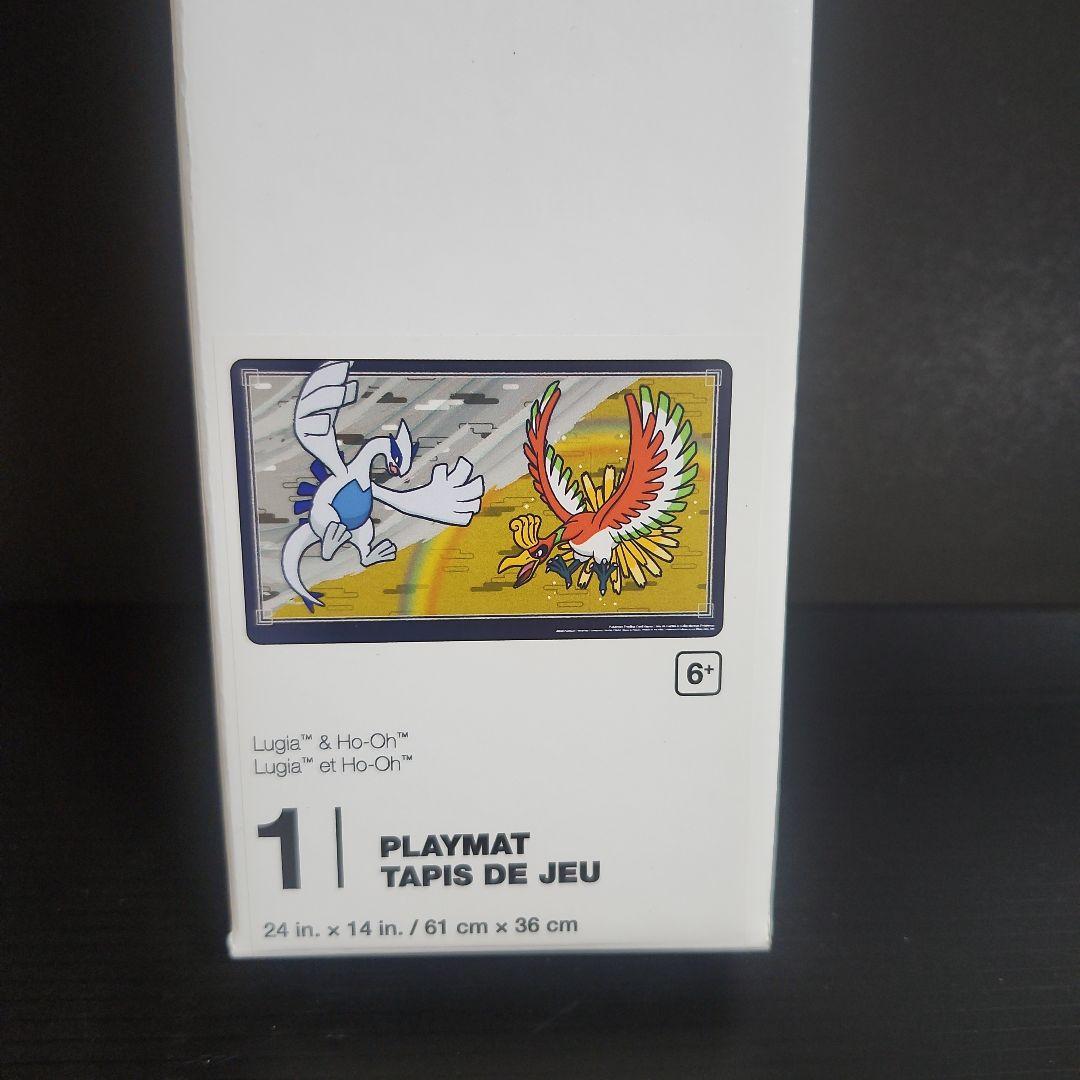 6+
Lugia™ & Ho-Oh™
Lugia™ et Ho-Oh™
1
PLAYMAT
TAPIS DE JEU
24 in. × 14 in. / 61 cm × 36 cm